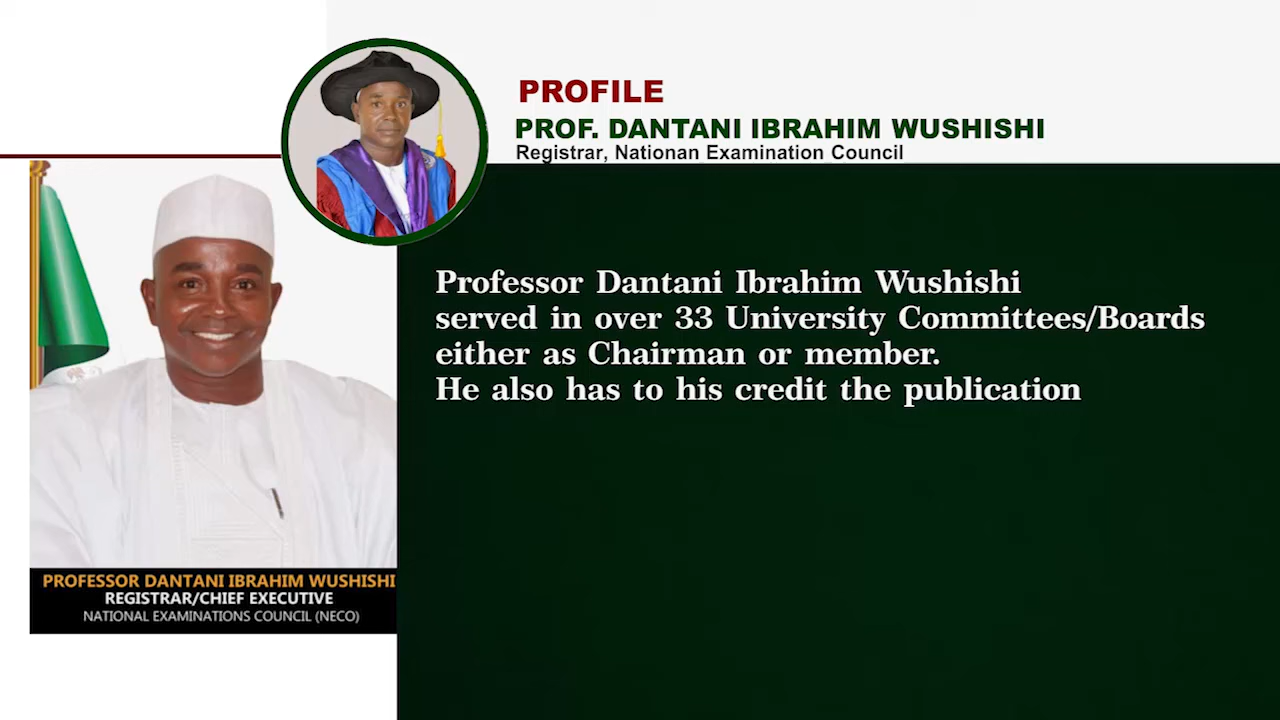 PROFILE
PROF. DANTANI IBRAHIM WUSHISHI
Registrar, Nationan Examination Council
Professor Dantani Ibrahim Wushishi
served in over 33 University Committees/Boards
either as Chairman or member.
He also has to his credit the publication
PROFESSOR DANTANI IBRAHIM WUSHISHI
REGISTRAR/CHIEF EXECUTIVE
NATIONAL EXAMINATIONS COUNCIL (NECO)